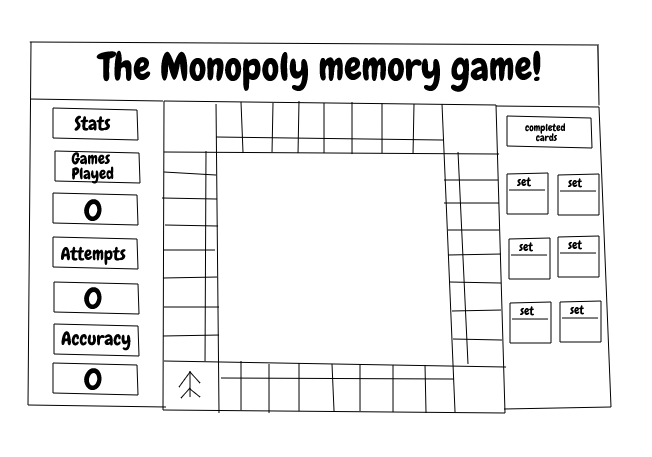 The Monopoly memory game!
Stats
Games
Played
0
Attempts
0
Accuracy
0
completed
cards
set set
set set
set set